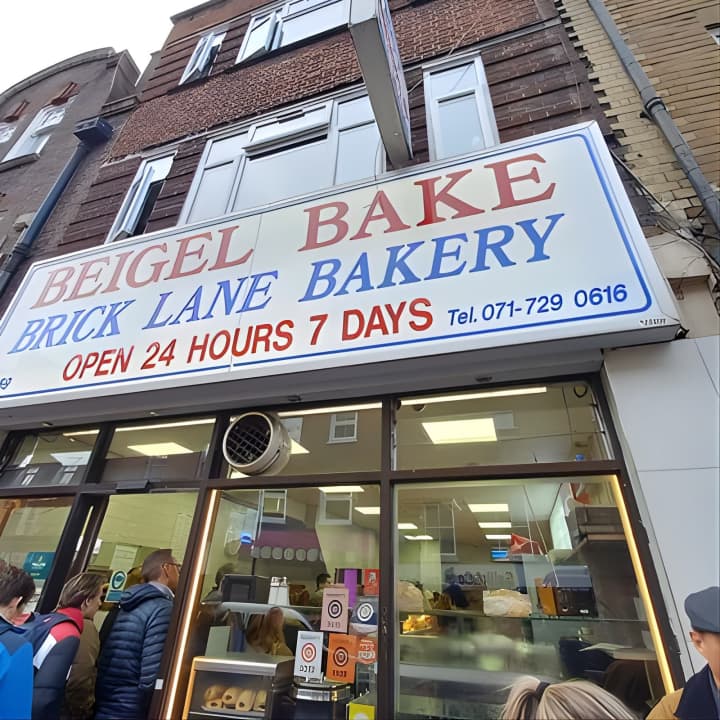 BEIGEL BAKE
BRICK LANE BAKERY
OPEN 24 HOURS 7 DAYS Tel. 071-729 0616